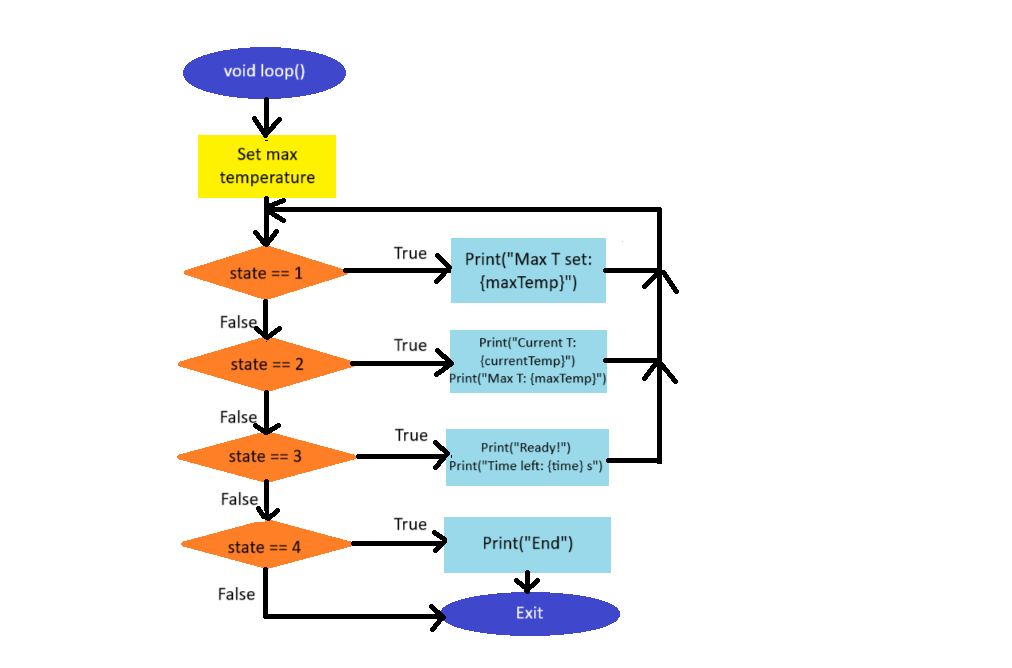 void loop()
Set max
temperature
state == 1
True
Print("Max T set:
{maxTemp}")
False
state == 2
True
Print("Current T:
{currentTemp}")
Print("Max T: {maxTemp}")
False
state == 3
True
Print("Ready!")
Print("Time left: {time} s")
False
state == 4
True
Print("End")
False
Exit